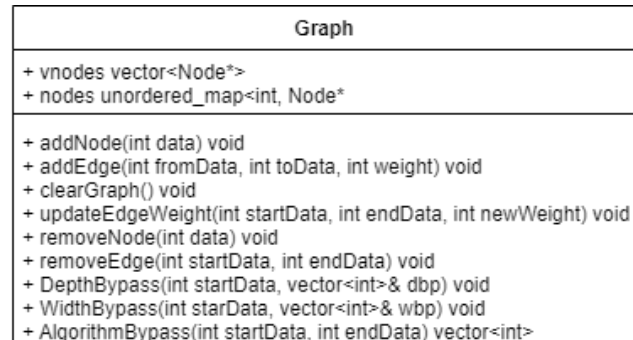 Graph
+ vnodes vector<Node*>
+ nodes unordered_map<int, Node*
+ addNode(int data) void
+ addEdge(int fromData, int toData, int weight) void
+ clearGraph() void
+ updateEdgeWeight(int startData, int endData, int newWeight) void
+ removeNode(int data) void
+ removeEdge(int startData, int endData) void
+ DepthBypass(int startData, vector<int>& dbp) void
+ WidthBypass(int starData, vector<int>& wbp) void
+ AlgorithmBypass(int startData, int endData) vector<int>